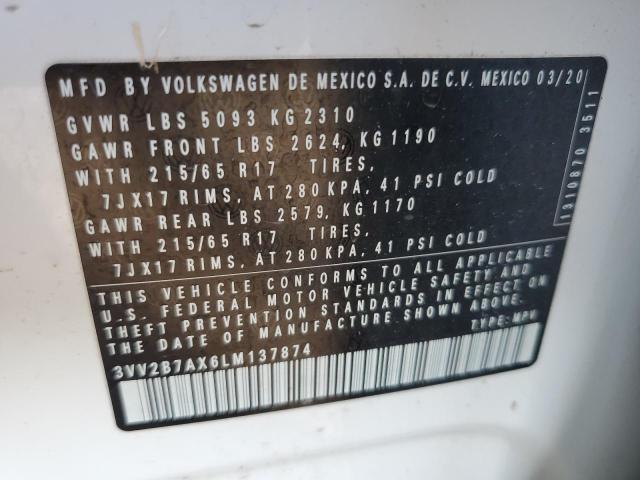 MFD BY VOLKSWAGEN DE MEXICO S.A. DE C.V. MEXICO 03/20
GVWR LBS 5093 KG 2310
GAWR FRONT LBS 2624, KG 1190
WITH 215/65 R17 TIRES,
7JX17 RIMS, AT 280 KPA, 41 PSI COLD
GAWR REAR LBS 2579, KG 1170
WITH 215/65 R17 TIRES,
7JX17 RIMS, AT 280 KPA, 41 PSI COLD
THIS VEHICLE CONFORMS TO ALL APPLICABLE
U.S. FEDERAL MOTOR VEHICLE SAFETY AND
THEFT PREVENTION STANDARDS IN EFFECT ON
THE DATE OF MANUFACTURE SHOWN ABOVE.
3VV2B7AX6LM137874 TYPE: MPV
1310870 3511